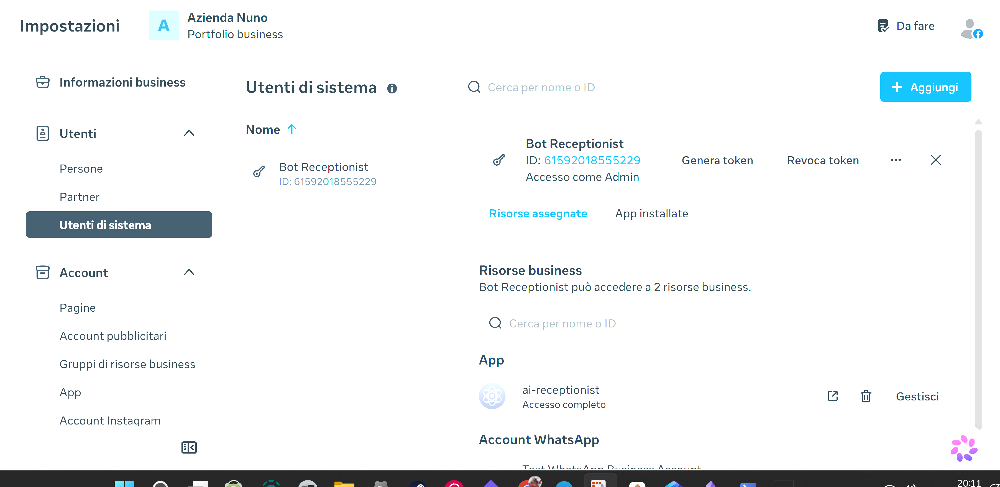 Impostazioni
A
Azienda Nuno
Portfolio business
Da fare
Informazioni business
Utenti
Persone
Partner
Utenti di sistema
Account
Pagine
Account pubblicitari
Gruppi di risorse business
App
Account Instagram
Utenti di sistema
Cerca per nome o ID
+ Aggiungi
Nome
Bot Receptionist
ID: 61592018555229
Bot Receptionist
ID: 61592018555229
Accesso come Admin
Genera token
Revoca token
Risorse assegnate
App installate
Risorse business
Bot Receptionist può accedere a 2 risorse business.
Cerca per nome o ID
App
ai-receptionist
Accesso completo
Gestisci
Account WhatsApp
Test WhatsApp Business Account
20:11